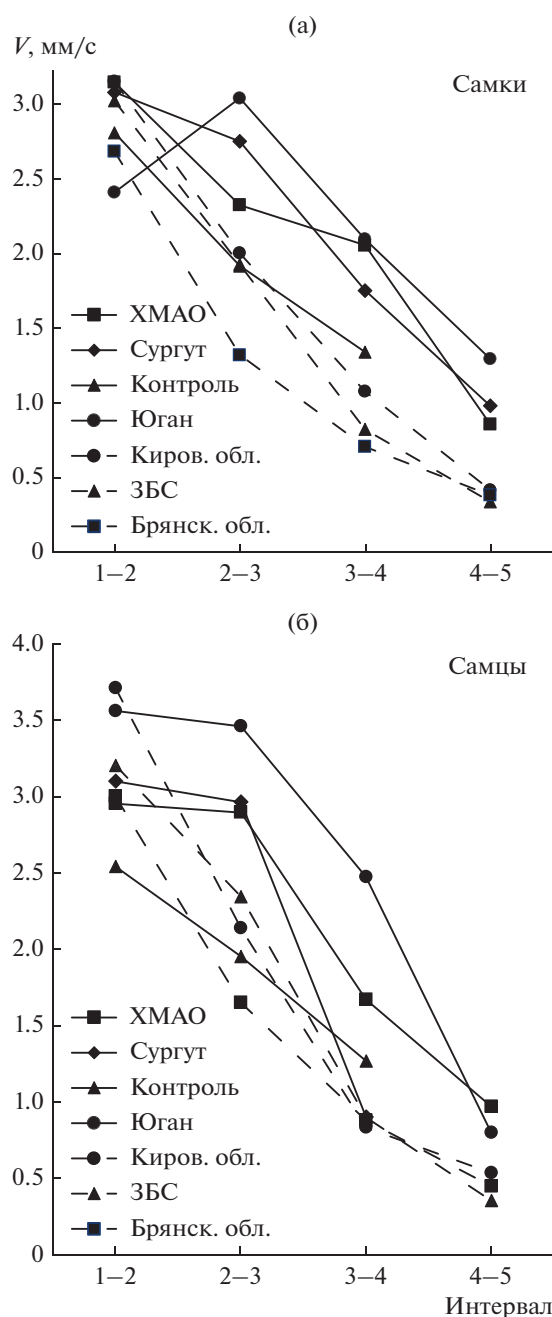 (а)
V, мм/с
Самки
3.0
2.5
2.0
1.5
1.0
0.5
0
ХМАО
Сургут
Контроль
Юган
Киров. обл.
ЗБС
Брянск. обл.
1–2
2–3
3–4
4–5
(б)
4.0
Самцы
3.5
3.0
2.5
2.0
1.5
1.0
0.5
0
ХМАО
Сургут
Контроль
Юган
Киров. обл.
ЗБС
Брянск. обл.
1–2
2–3
3–4
4–5
Интервал